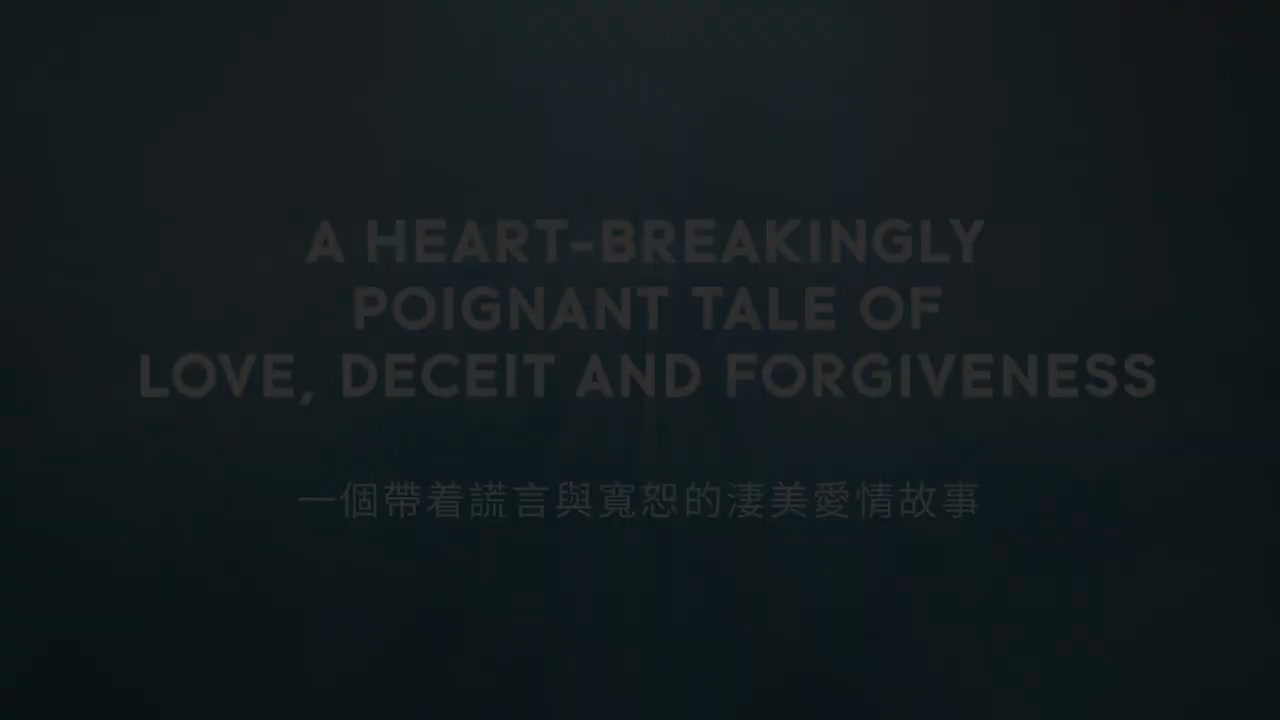 A HEART-BREAKINGLY
POIGNANT TALE OF
LOVE, DECEIT AND FORGIVENESS
一個帶着謊言與寬恕的淒美愛情故事